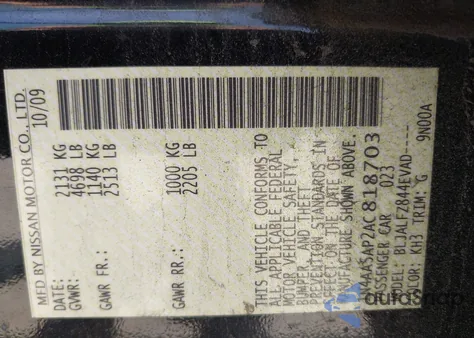 MFD BY NISSAN MOTOR CO., LTD.
DATE: 10/09
GVWR: 2131 KG
4698 LB
GAWR FR: 1140 KG
2513 LB
GAWR RR: 1000 KG
2205 LB
THIS VEHICLE CONFORMS TO
ALL APPLICABLE FEDERAL
MOTOR VEHICLE SAFETY,
BUMPER, AND THEFT
PREVENTION STANDARDS IN
EFFECT ON THE DATE OF
MANUFACTURE SHOWN ABOVE.
1N4AA5AP2AC818703
PASSENGER CAR 023
MODEL: BLJALFZ844EVAD-----
COLOR: KH3 TRIM: G 9N00A
autoSnap